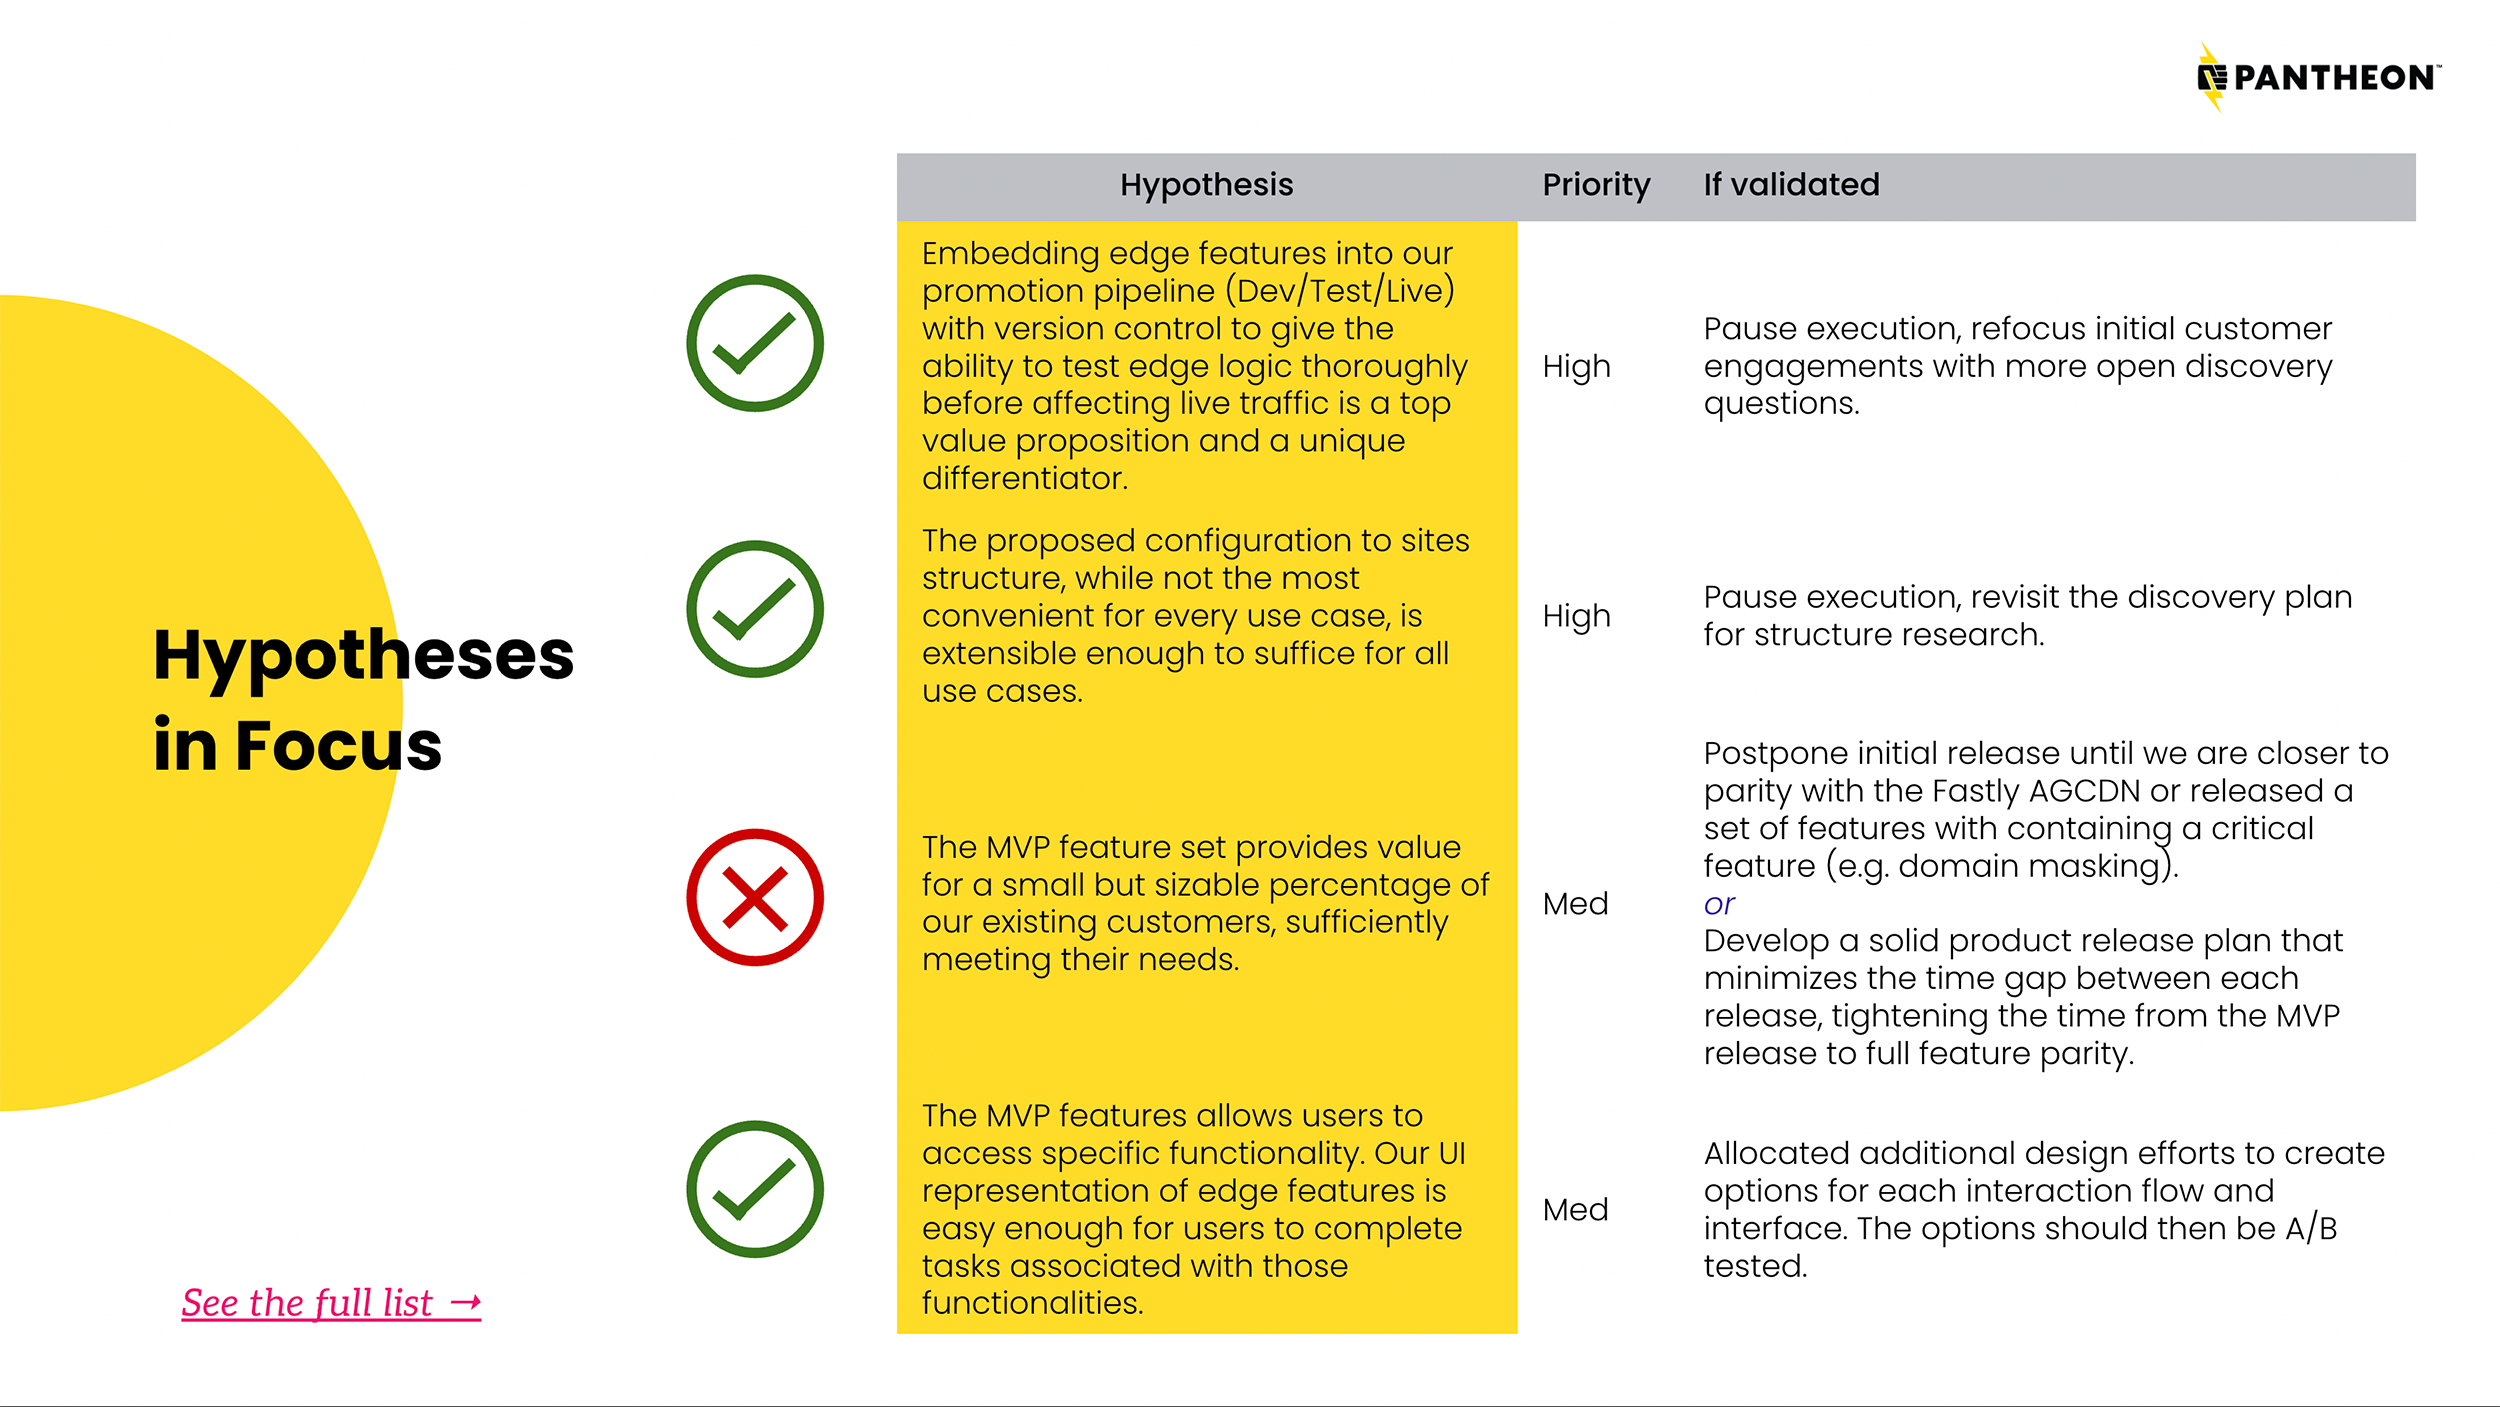 PANTHEON™
Hypotheses
in Focus
See the full list →
Hypothesis
Priority
If validated
Embedding edge features into our
promotion pipeline (Dev/Test/Live)
with version control to give the
ability to test edge logic thoroughly
before affecting live traffic is a top
value proposition and a unique
differentiator.
High
Pause execution, refocus initial customer
engagements with more open discovery
questions.
The proposed configuration to sites
structure, while not the most
convenient for every use case, is
extensible enough to suffice for all
use cases.
High
Pause execution, revisit the discovery plan
for structure research.
The MVP feature set provides value
for a small but sizable percentage of
our existing customers, sufficiently
meeting their needs.
Med
Postpone initial release until we are closer to
parity with the Fastly AGCDN or released a
set of features with containing a critical
feature (e.g. domain masking).
or
Develop a solid product release plan that
minimizes the time gap between each
release, tightening the time from the MVP
release to full feature parity.
The MVP features allows users to
access specific functionality. Our UI
representation of edge features is
easy enough for users to complete
tasks associated with those
functionalities.
Med
Allocated additional design efforts to create
options for each interaction flow and
interface. The options should then be A/B
tested.